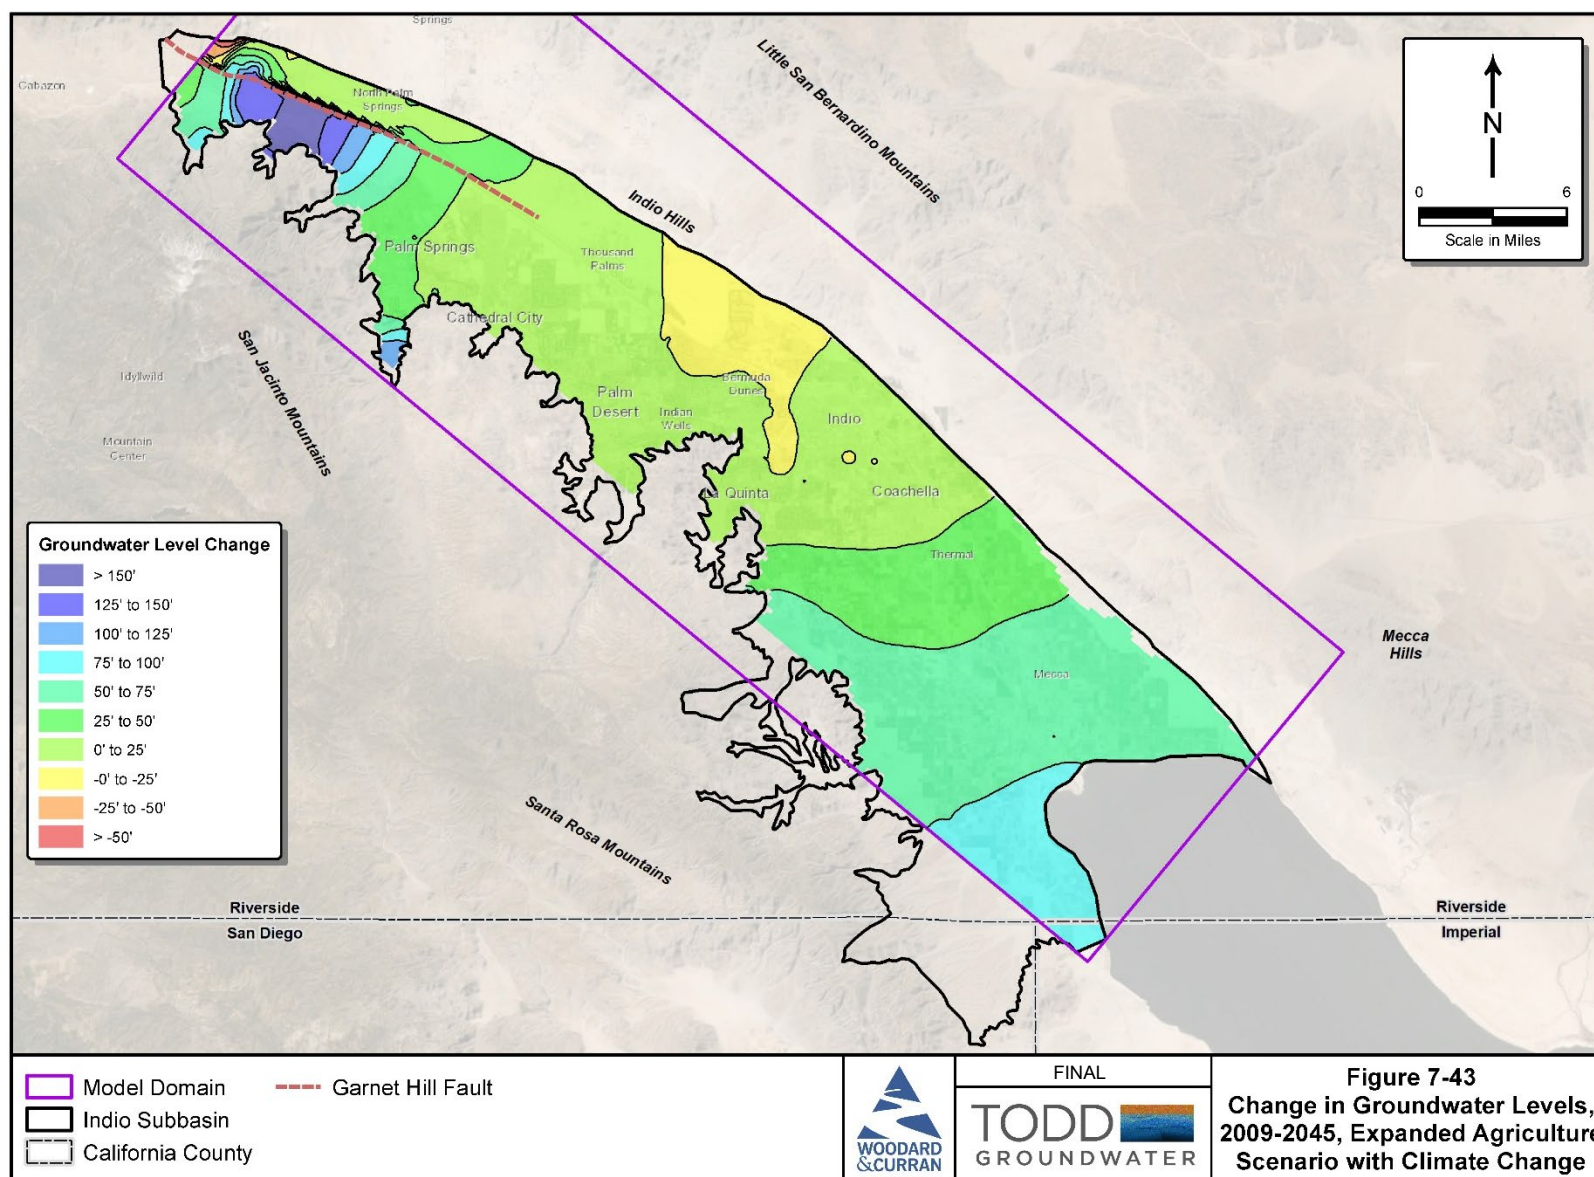 Springs
Cabazon
North Palm
Springs
Little San Bernardino Mountains
N
0 6
Scale in Miles
Indio Hills
Palm Springs
Thousand
Palms
Cathedral City
San Jacinto Mountains
Idyllwild
Bermuda
Dunes
Palm
Desert
Indian
Wells
Indio
Mountain
Center
La Quinta
Coachella
Thermal
Mecca
Mecca
Hills
Santa Rosa Mountains
Groundwater Level Change
> 150'
125' to 150'
100' to 125'
75' to 100'
50' to 75'
25' to 50'
0' to 25'
-0' to -25'
-25' to -50'
> -50'
Riverside
San Diego
Riverside
Imperial
Model Domain
Garnet Hill Fault
Indio Subbasin
California County
WOODARD
&CURRAN
FINAL
TODD
GROUNDWATER
Figure 7-43
Change in Groundwater Levels,
2009-2045, Expanded Agriculture
Scenario with Climate Change